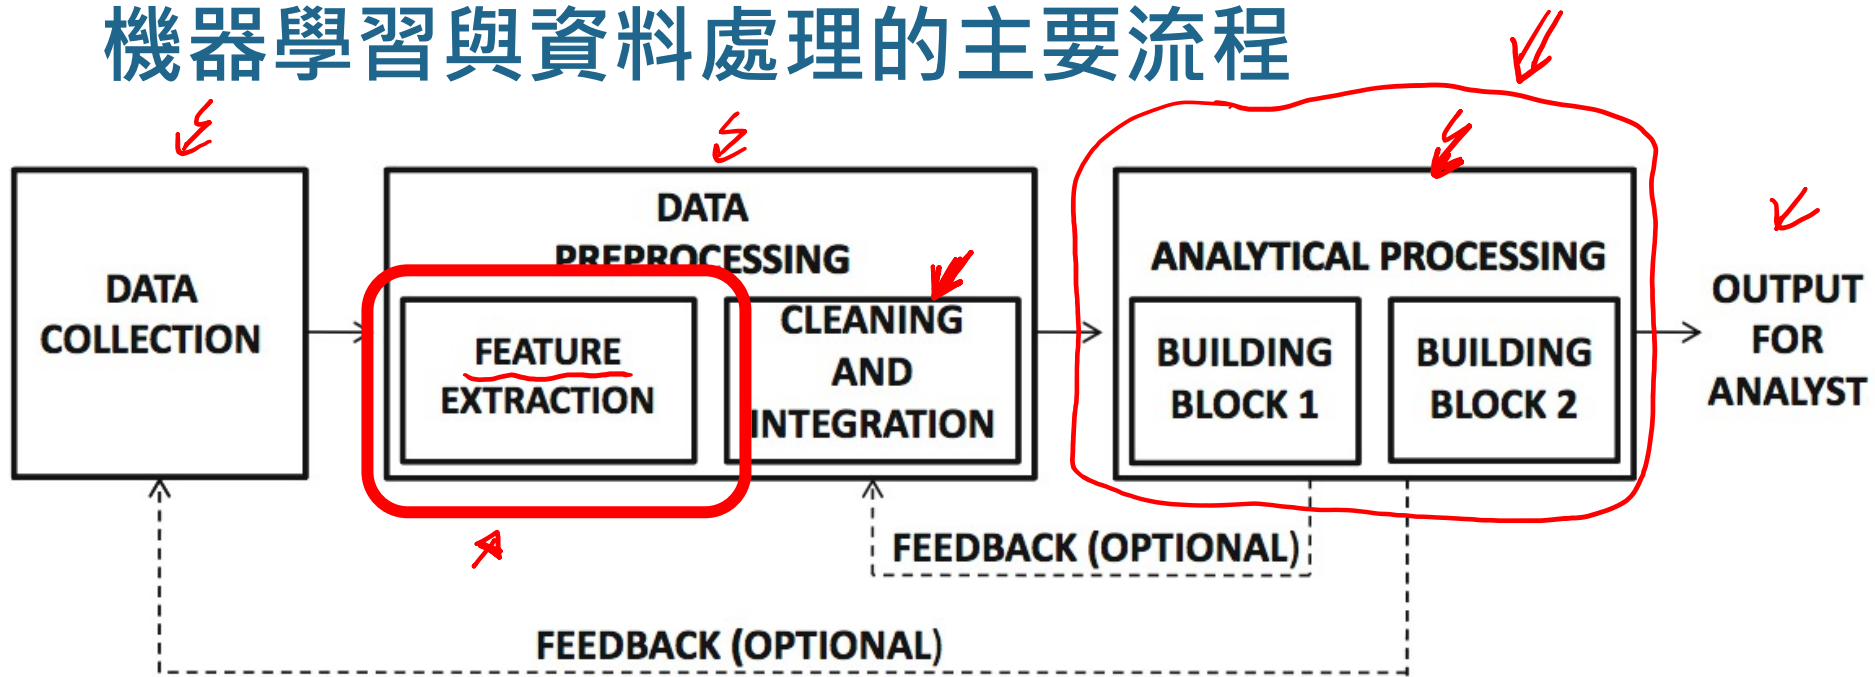 機器學習與資料處理的主要流程
DATA
COLLECTION
DATA
PREPROCESSING
FEATURE
EXTRACTION
CLEANING
AND
INTEGRATION
ANALYTICAL PROCESSING
BUILDING
BLOCK 1
BUILDING
BLOCK 2
OUTPUT
FOR
ANALYST
FEEDBACK (OPTIONAL)
FEEDBACK (OPTIONAL)